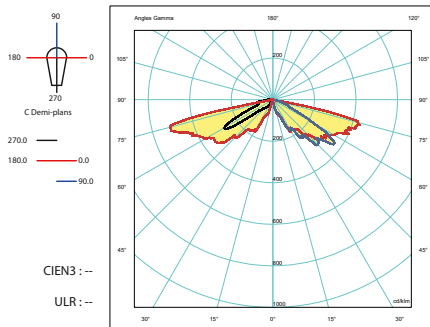 90
180 0
270
C Demi-plans
270.0
180.0 0.0
90.0
CIEN3 : --
ULR : --
Angles Gamma 180° 120°
105° 105°
90° 90°
75° 75°
60° 60°
45° 45°
30° 15° 0° 15° 30°
200
200
400
600
800
1000
cd/klm